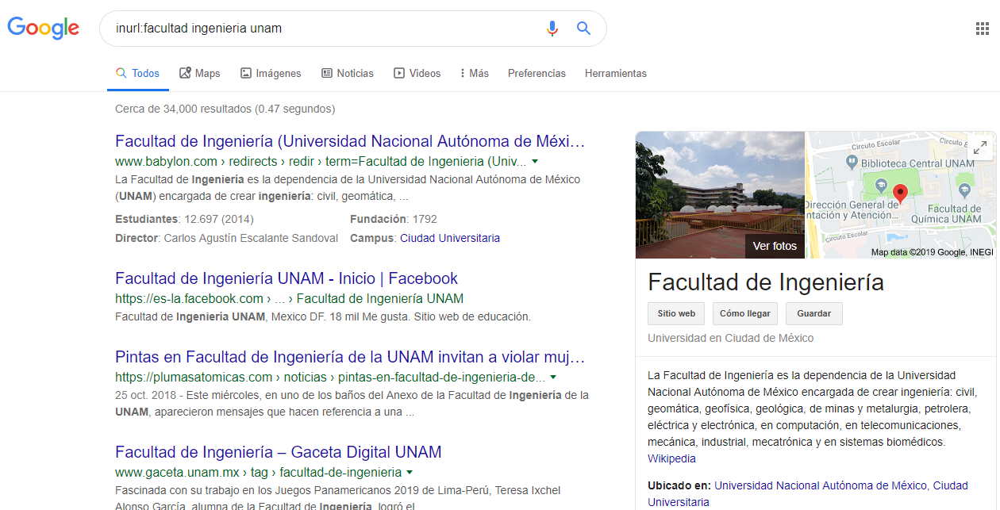 Google
inurl:facultad ingenieria unam
Todos Maps Imágenes Noticias Videos Más Preferencias Herramientas
Cerca de 34,000 resultados (0.47 segundos)
Facultad de Ingeniería (Universidad Nacional Autónoma de Méxi…
www.babylon.com › redirects › redir › term=Facultad de Ingenieria (Univ...
La Facultad de Ingeniería es la dependencia de la Universidad Nacional Autónoma de México
(UNAM) encargada de crear ingeniería: civil, geomática, ...
Estudiantes: 12.697 (2014) Fundación: 1792
Director: Carlos Agustín Escalante Sandoval Campus: Ciudad Universitaria
Facultad de Ingeniería UNAM - Inicio | Facebook
https://es-la.facebook.com › ... › Facultad de Ingeniería UNAM
Facultad de Ingeniería UNAM, Mexico DF. 18 mil Me gusta. Sitio web de educación.
Pintas en Facultad de Ingeniería de la UNAM invitan a violar muj…
https://plumasatomicas.com › noticias › pintas-en-facultad-de-ingenieria-de...
25 oct. 2018 - Este miércoles, en uno de los baños del Anexo de la Facultad de Ingeniería de la
UNAM, aparecieron mensajes que hacen referencia a una ...
Facultad de Ingeniería – Gaceta Digital UNAM
www.gaceta.unam.mx › tag › facultad-de-ingenieria
Fascinada con su trabajo en los Juegos Panamericanos 2019 de Lima-Perú, Teresa Ixchel
Alonso García, alumna de la Facultad de Ingeniería, logró el
Ver fotos
Circuito Escolar
Circuito Esco
Biblioteca Central UNAM
Dirección General de
ntación y Atención...
Facultad de
Química UNAM
Circuito Escolar
Map data ©2019 Google, INEGI
Facultad de Ingeniería
Sitio web Cómo llegar Guardar
Universidad en Ciudad de México
La Facultad de Ingeniería es la dependencia de la Universidad
Nacional Autónoma de México encargada de crear ingeniería: civil,
geomática, geofísica, geológica, de minas y metalurgia, petrolera,
eléctrica y electrónica, en computación, en telecomunicaciones,
mecánica, industrial, mecatrónica y en sistemas biomédicos.
Wikipedia
Ubicado en: Universidad Nacional Autónoma de México, Ciudad
Universitaria